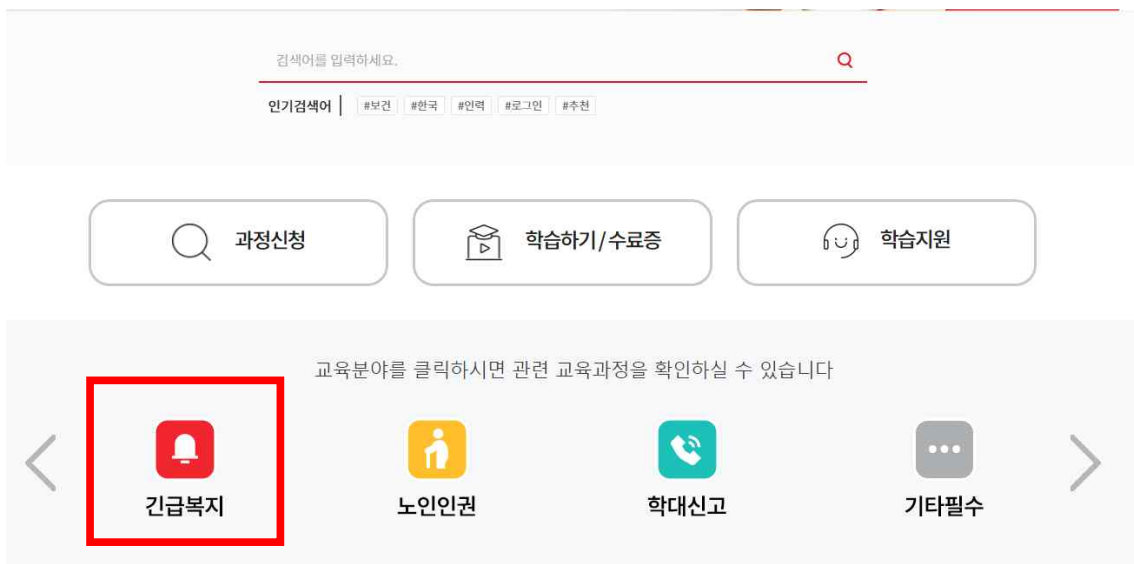 검색어를 입력하세요.
인기검색어 #보건 #한국 #인력 #로그인 #추천
과정신청 학습하기/수료증 학습지원
교육분야를 클릭하시면 관련 교육과정을 확인하실 수 있습니다
긴급복지 노인인권 학대신고 기타필수